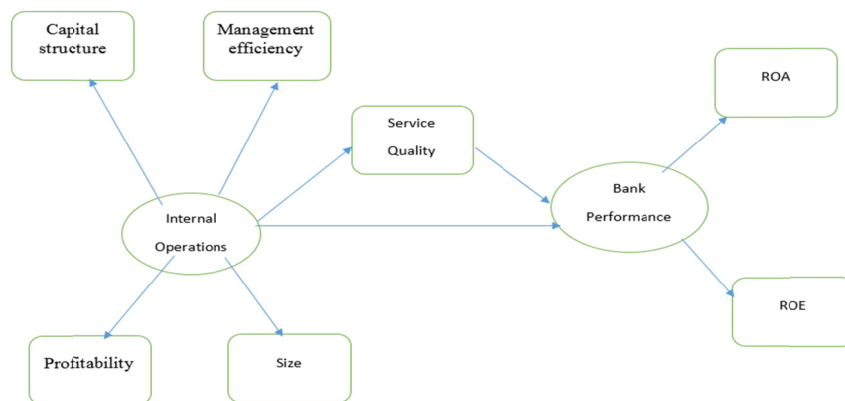 Capital
structure
Management
efficiency
ROA
Service
Quality
Bank
Performance
Internal
Operations
ROE
Profitability
Size